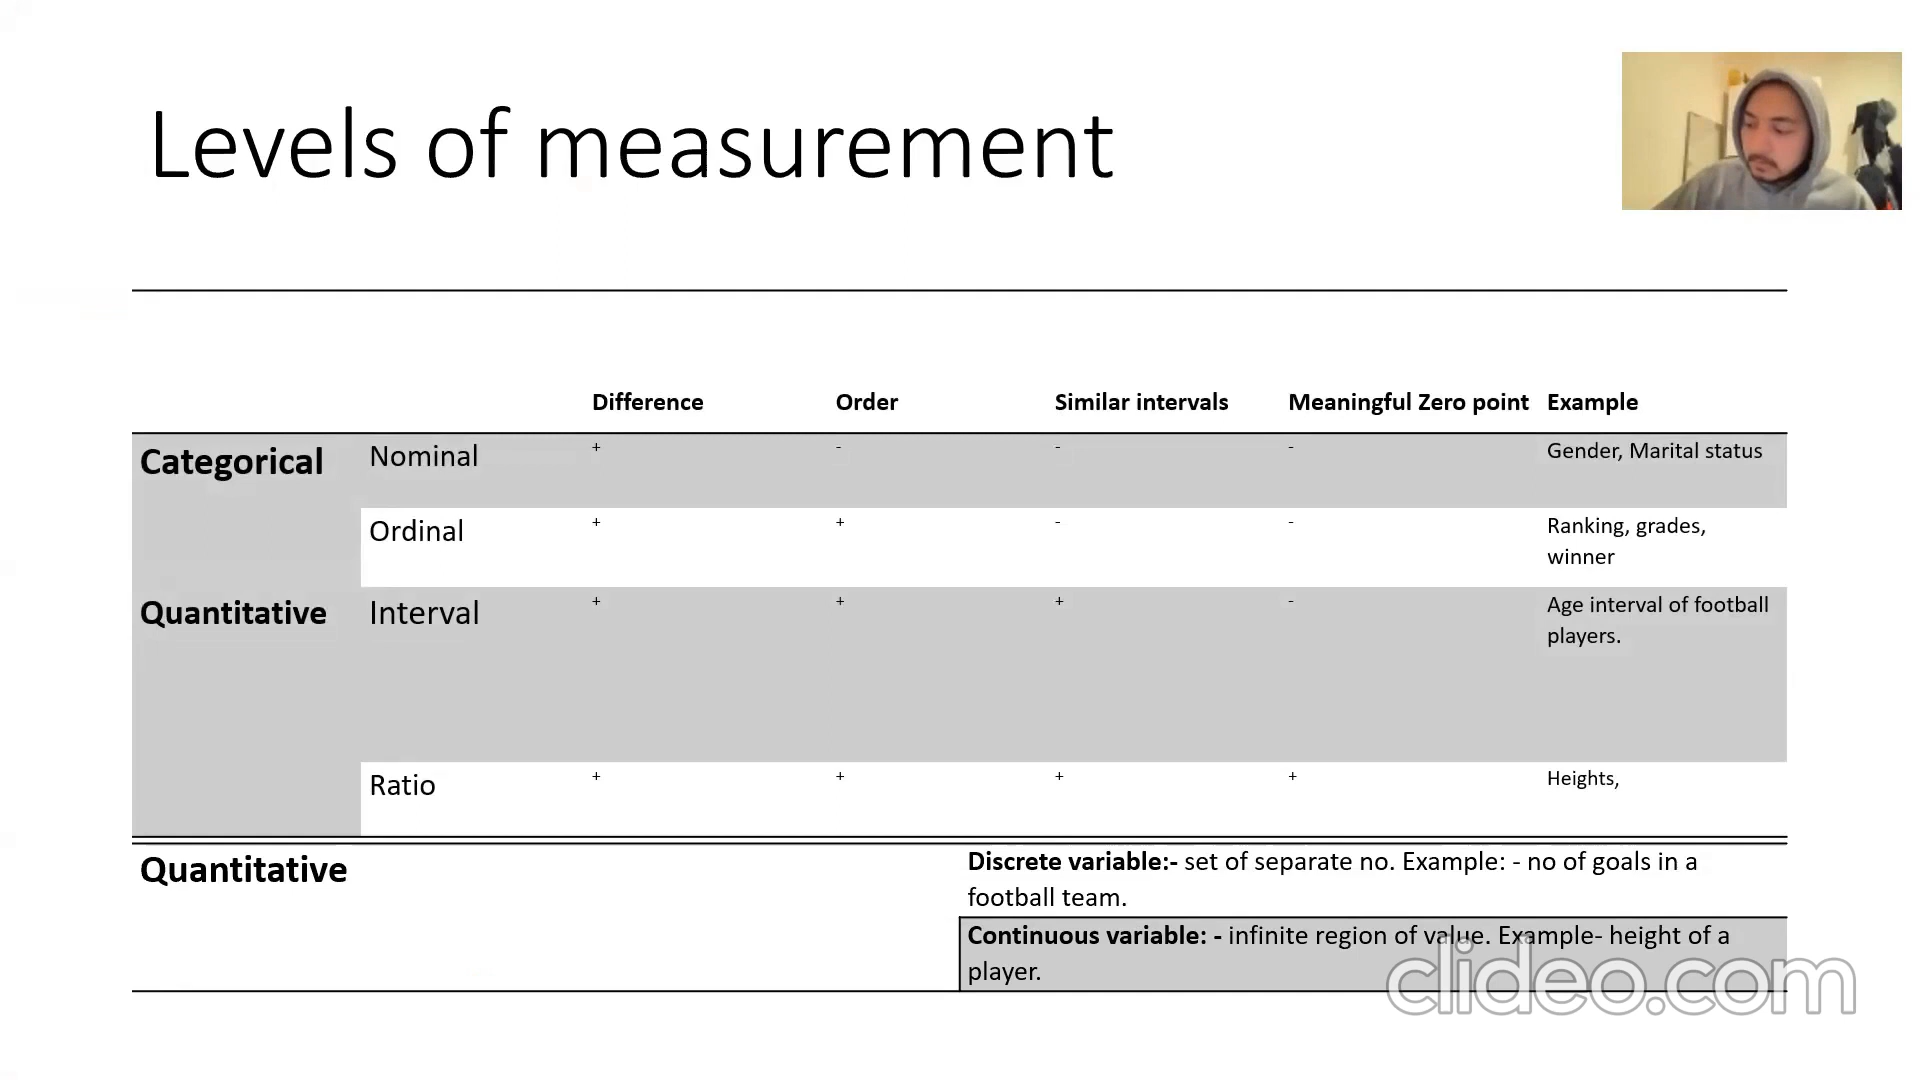 Levels of measurement
Difference Order Similar intervals Meaningful Zero point Example
Categorical Nominal + - - - Gender, Marital status
Ordinal + + - - Ranking, grades,
winner
Quantitative Interval + + + - Age interval of football
players.
Ratio + + + + Heights,
Quantitative
Discrete variable:- set of separate no. Example: - no of goals in a
football team.
Continuous variable: - infinite region of value. Example- height of a
player.
clideo.com